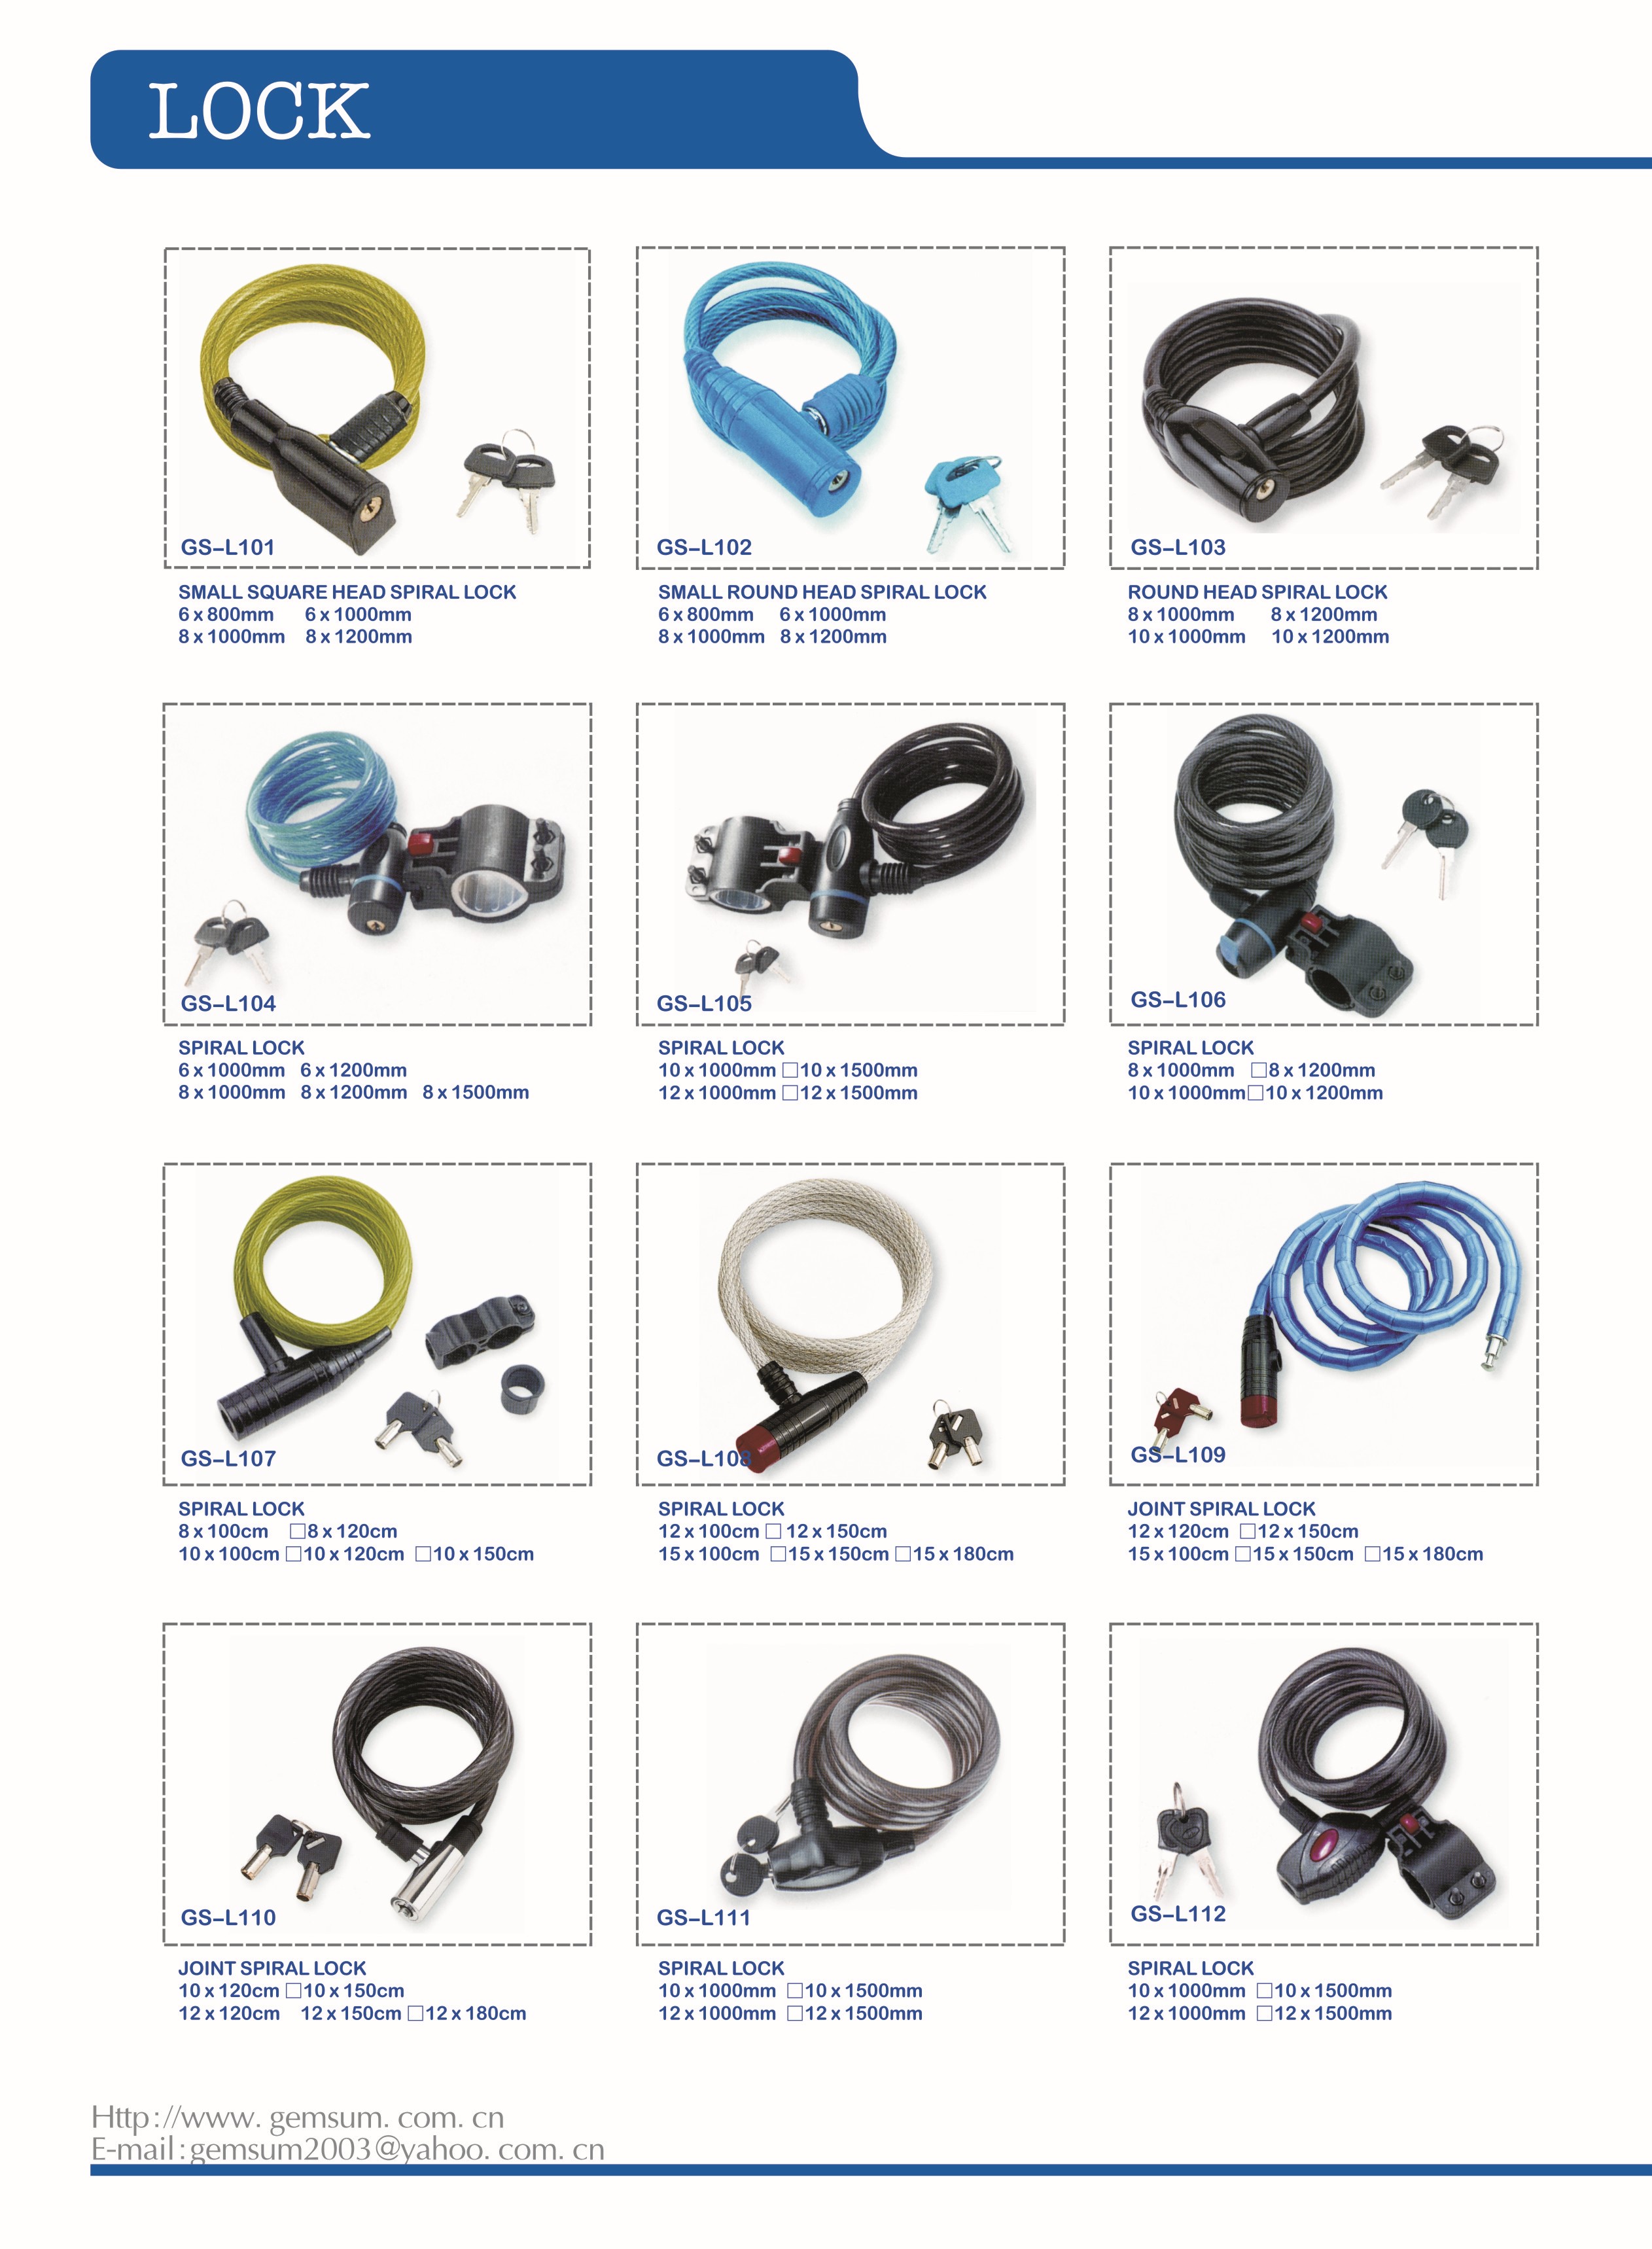 LOCK
GS-L101
SMALL SQUARE HEAD SPIRAL LOCK
6 x 800mm 6 x 1000mm
8 x 1000mm 8 x 1200mm
GS-L102
SMALL ROUND HEAD SPIRAL LOCK
6 x 800mm 6 x 1000mm
8 x 1000mm 8 x 1200mm
GS-L103
ROUND HEAD SPIRAL LOCK
8 x 1000mm 8 x 1200mm
10 x 1000mm 10 x 1200mm
GS-L104
SPIRAL LOCK
6 x 1000mm 6 x 1200mm
8 x 1000mm 8 x 1200mm 8 x 1500mm
GS-L105
SPIRAL LOCK
10 x 1000mm □10 x 1500mm
12 x 1000mm □12 x 1500mm
GS-L106
SPIRAL LOCK
8 x 1000mm □8 x 1200mm
10 x 1000mm□10 x 1200mm
GS-L107
SPIRAL LOCK
8 x 100cm □8 x 120cm
10 x 100cm □10 x 120cm □10 x 150cm
GS-L108
SPIRAL LOCK
12 x 100cm □ 12 x 150cm
15 x 100cm □15 x 150cm □15 x 180cm
GS-L109
JOINT SPIRAL LOCK
12 x 120cm □12 x 150cm
15 x 100cm □15 x 150cm □15 x 180cm
GS-L110
JOINT SPIRAL LOCK
10 x 120cm □10 x 150cm
12 x 120cm 12 x 150cm □12 x 180cm
GS-L111
SPIRAL LOCK
10 x 1000mm □10 x 1500mm
12 x 1000mm □12 x 1500mm
GS-L112
SPIRAL LOCK
10 x 1000mm □10 x 1500mm
12 x 1000mm □12 x 1500mm
Http://www. gemsum. com. cn
E-mail:gemsum2003@yahoo. com. cn